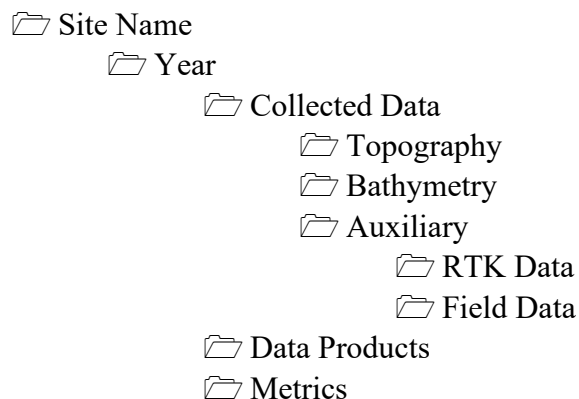 Site Name
Year
Collected Data
Topography
Bathymetry
Auxiliary
RTK Data
Field Data
Data Products
Metrics